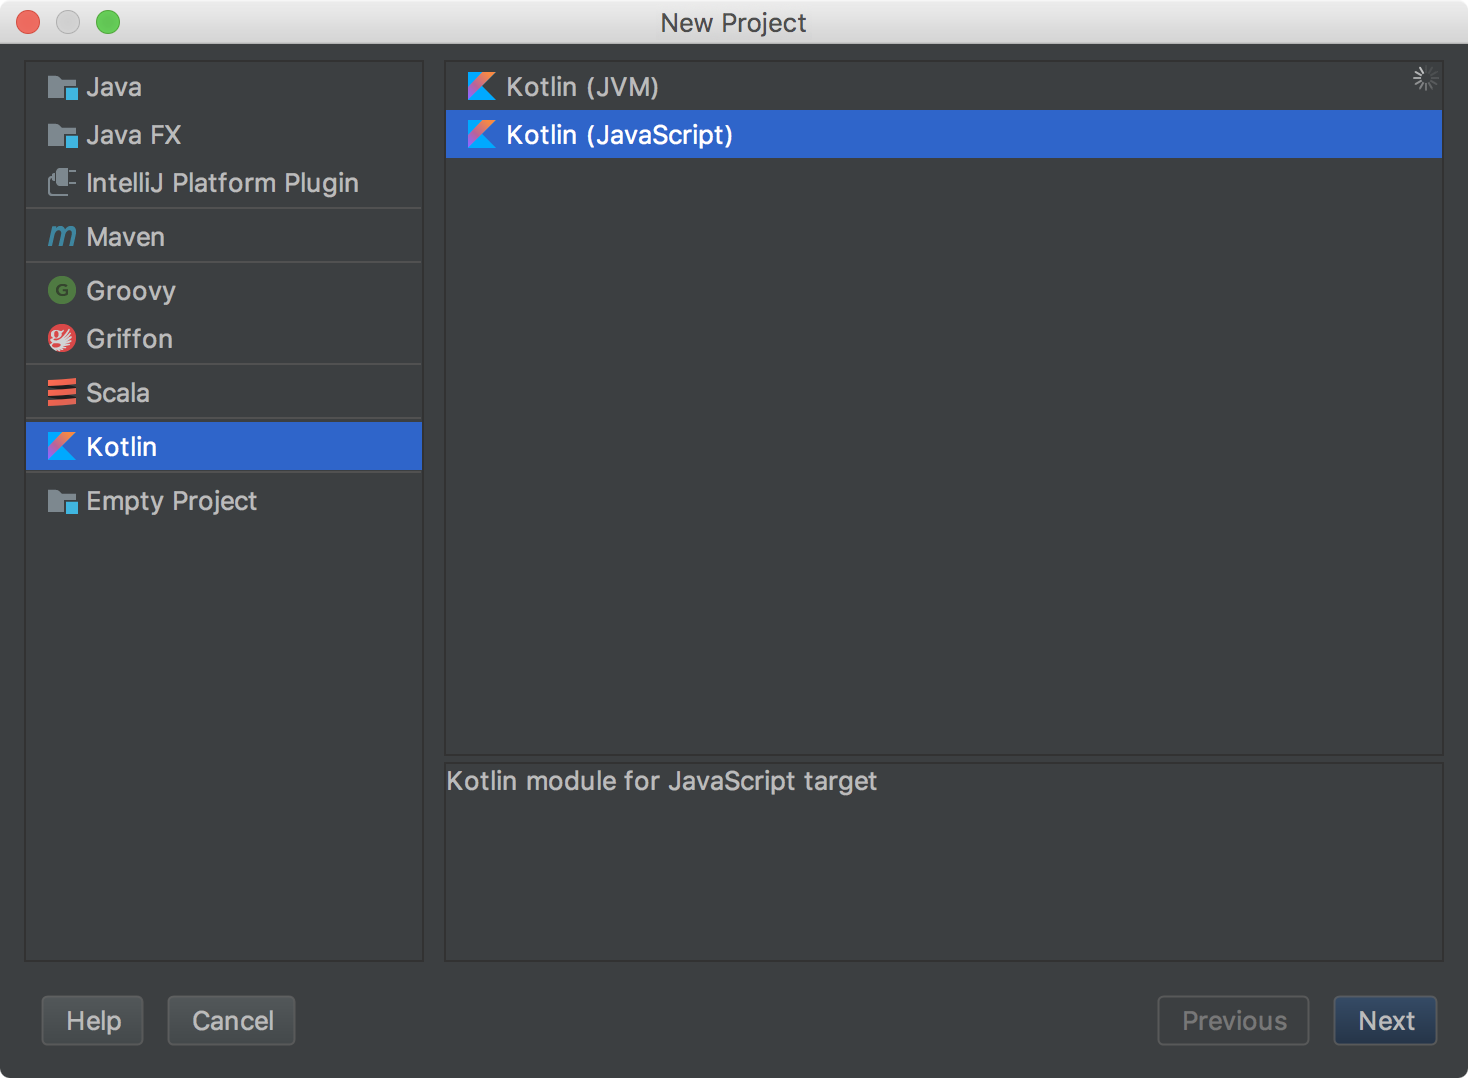 New Project
Java
Java FX
IntelliJ Platform Plugin
Maven
Groovy
Griffon
Scala
Kotlin
Empty Project
Kotlin (JVM)
Kotlin (JavaScript)
Kotlin module for JavaScript target
Help
Cancel
Previous
Next